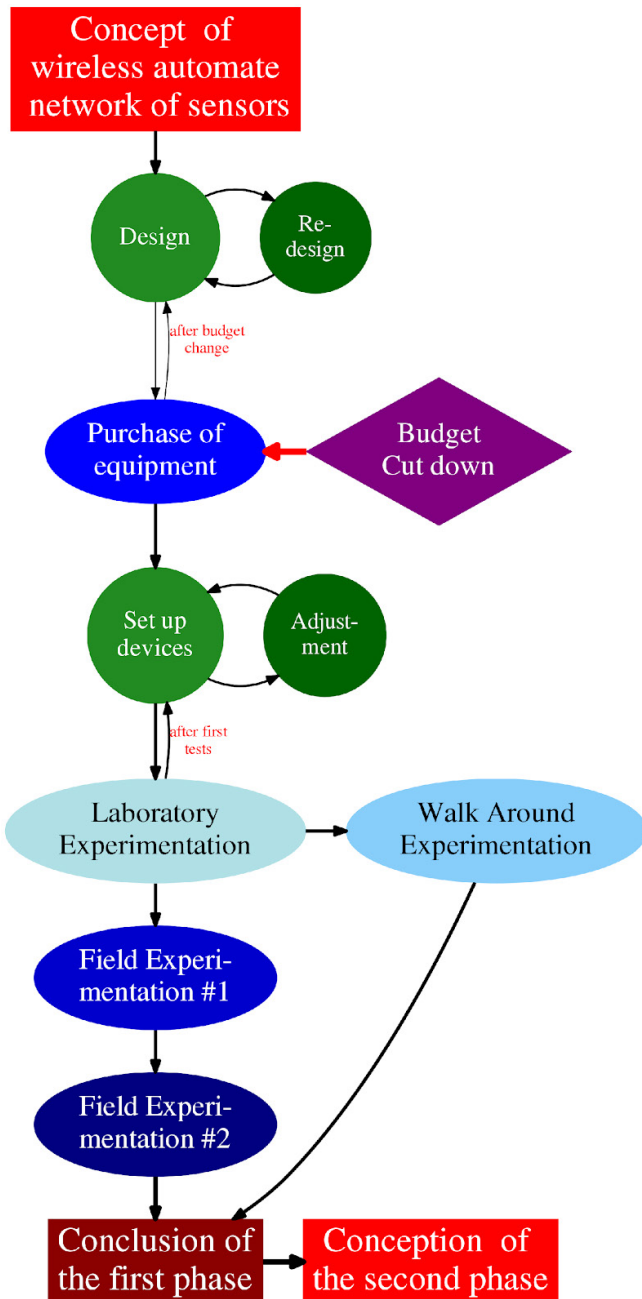 Concept of
wireless automate
network of sensors
Design
Re-
design
after budget
change
Purchase of
equipment
Budget
Cut down
Set up
devices
Adjust-
ment
after first
tests
Laboratory
Experimentation
Walk Around
Experimentation
Field Experi-
mentation #1
Field Experi-
mentation #2
Conclusion of
the first phase
Conception of
the second phase